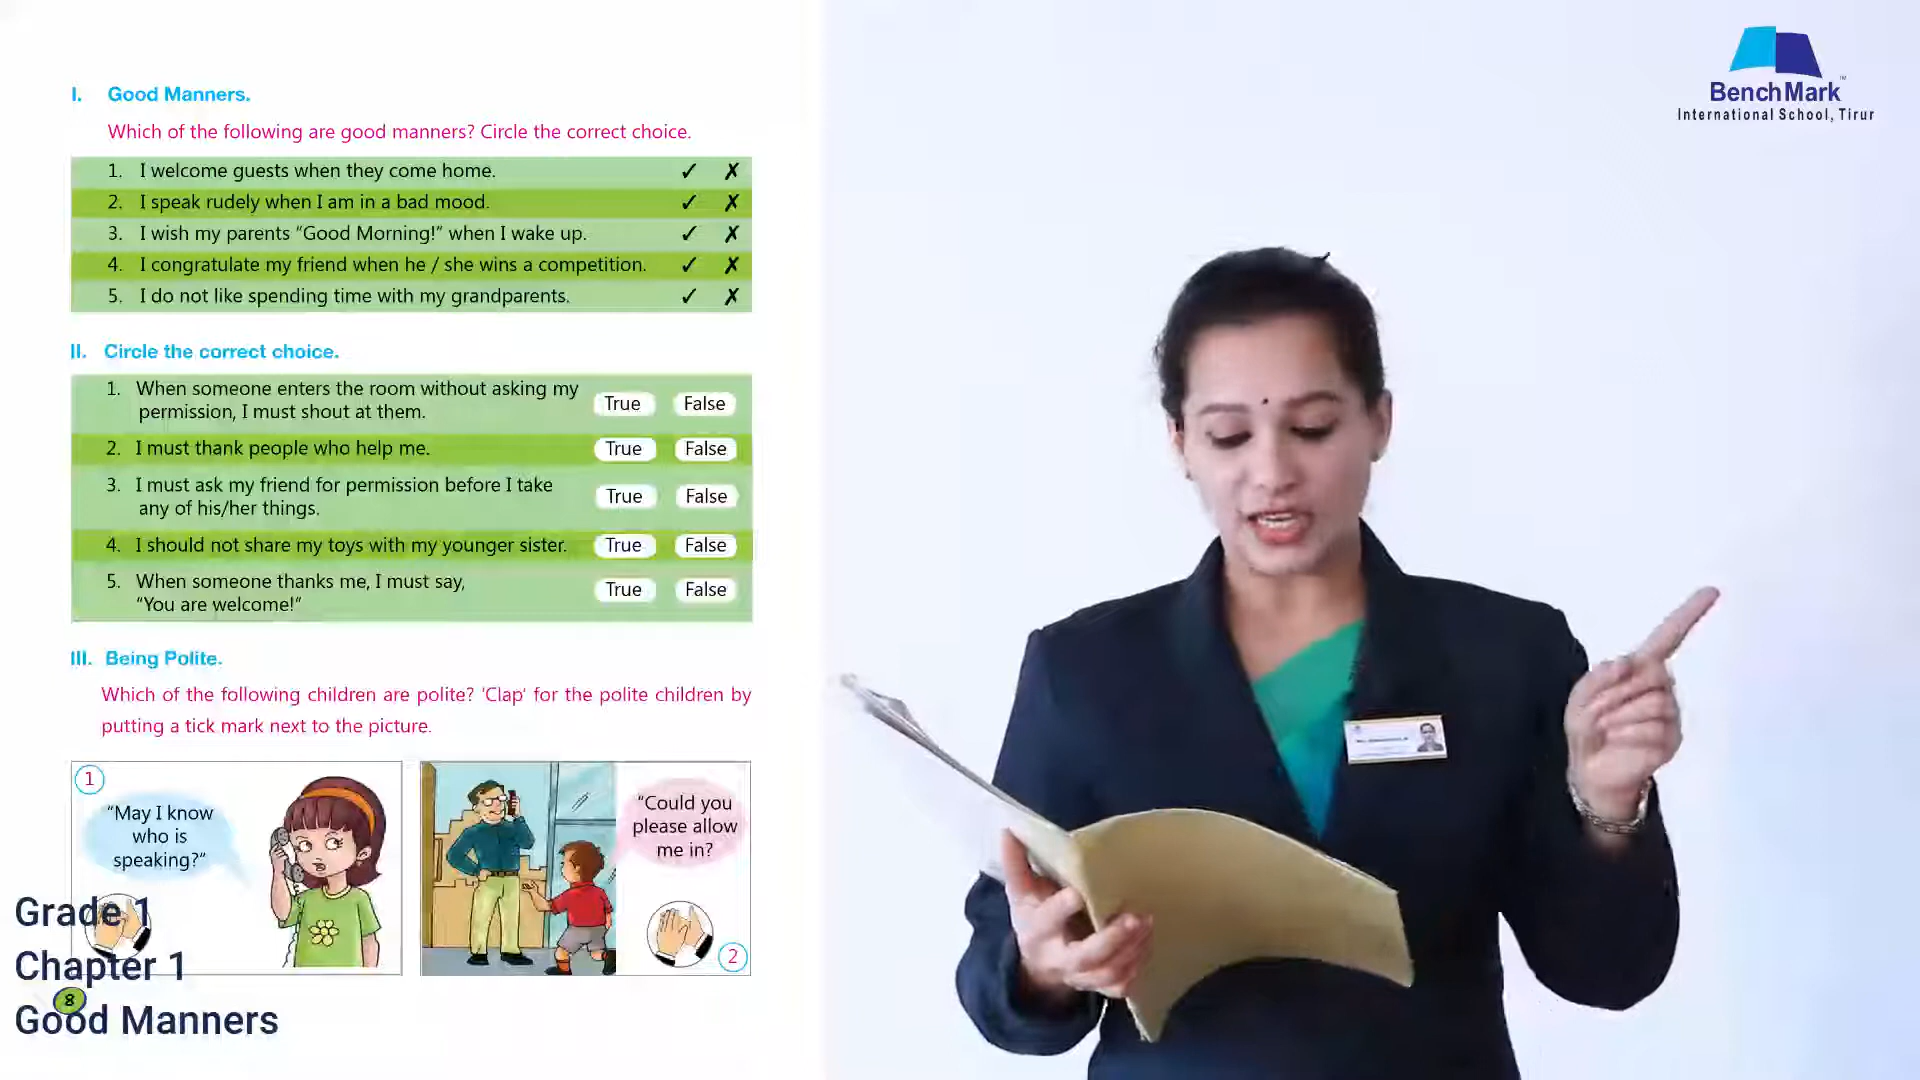 I. Good Manners.
Which of the following are good manners? Circle the correct choice.
1. I welcome guests when they come home. ✓ ✗
2. I speak rudely when I am in a bad mood. ✓ ✗
3. I wish my parents “Good Morning!” when I wake up. ✓ ✗
4. I congratulate my friend when he / she wins a competition. ✓ ✗
5. I do not like spending time with my grandparents. ✓ ✗
II. Circle the correct choice.
1. When someone enters the room without asking my
permission, I must shout at them. True False
2. I must thank people who help me. True False
3. I must ask my friend for permission before I take
any of his/her things. True False
4. I should not share my toys with my younger sister. True False
5. When someone thanks me, I must say,
“You are welcome!” True False
III. Being Polite.
Which of the following children are polite? ‘Clap’ for the polite children by
putting a tick mark next to the picture.
1
“May I know
who is
speaking?”
“Could you
please allow
me in?
2
Grade 1
Chapter 1
8
Good Manners
BenchMark
TM
International School, Tirur